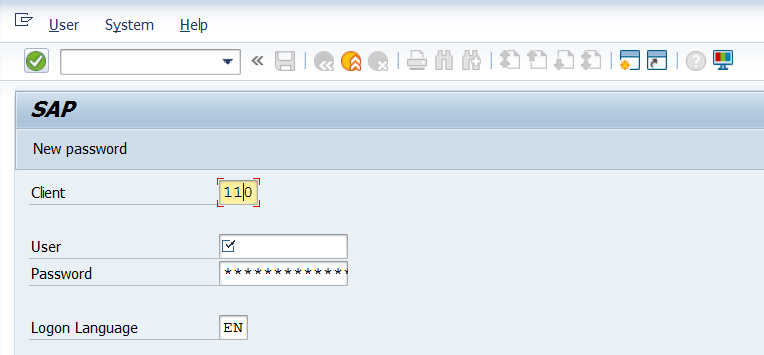 User System Help
SAP
New password
Client 110
User
Password *************
Logon Language EN